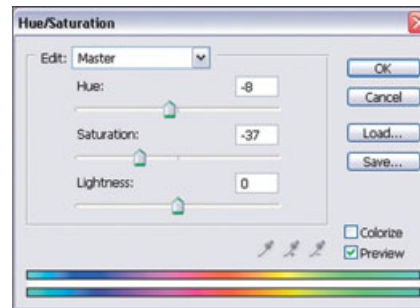 Hue/Saturation
Edit: Master
OK
Hue: -8
Cancel
Saturation: -37
Load...
Save...
Lightness: 0
Colorize
Preview